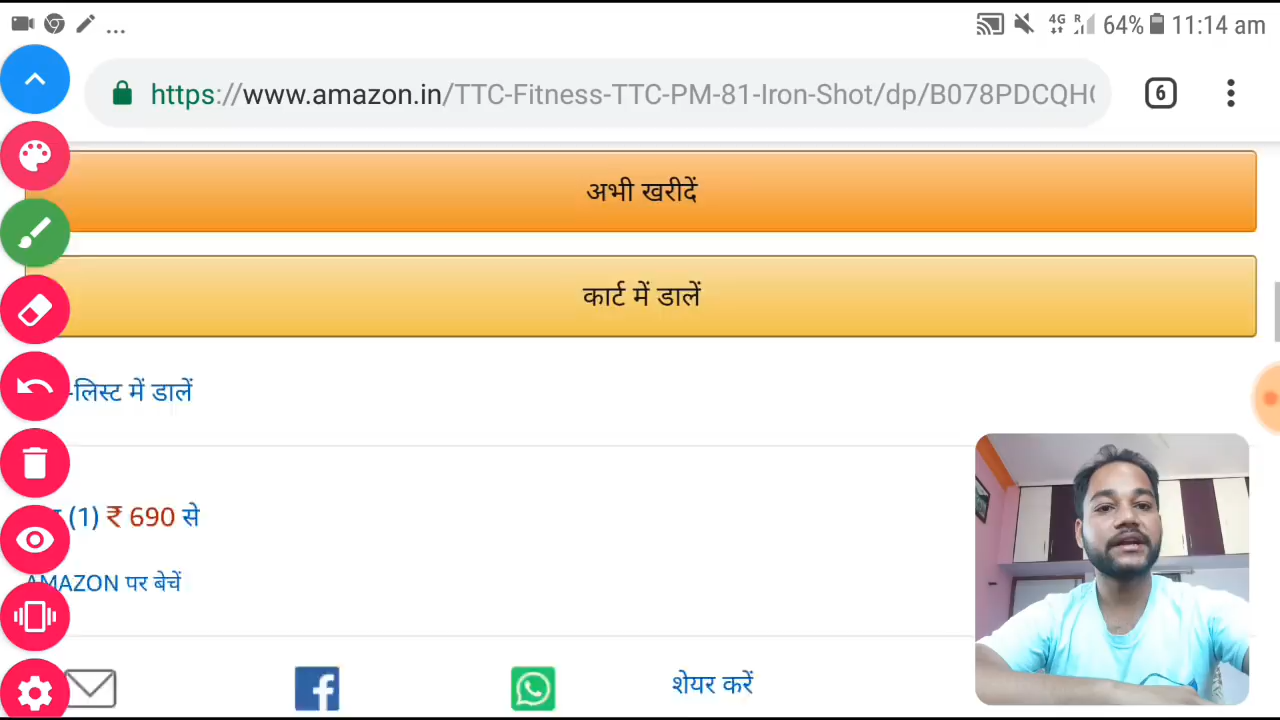 ... 4G R 64% 11:14 am
https://www.amazon.in/TTC-Fitness-TTC-PM-81-Iron-Shot/dp/B078PDCQH 6
अभी खरीदें
कार्ट में डालें
-लिस्ट में डालें
(1) ₹ 690 से
AMAZON पर बेचें
शेयर करें